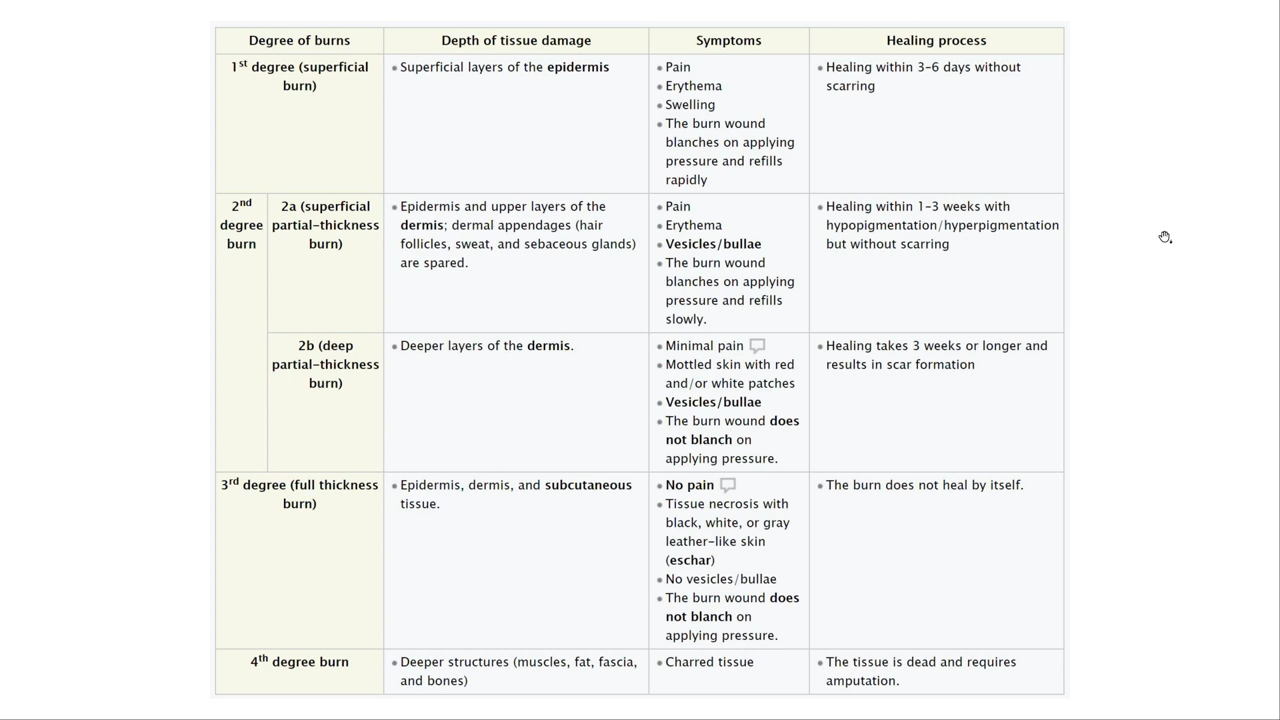 Degree of burns
Depth of tissue damage
Symptoms
Healing process
1st degree (superficial
burn)
Superficial layers of the epidermis
Pain
Erythema
Swelling
The burn wound
blanches on applying
pressure and refills
rapidly
Healing within 3–6 days without
scarring
2nd
degree
burn
2a (superficial
partial-thickness
burn)
Epidermis and upper layers of the
dermis; dermal appendages (hair
follicles, sweat, and sebaceous glands)
are spared.
Pain
Erythema
Vesicles/bullae
The burn wound
blanches on applying
pressure and refills
slowly.
Healing within 1–3 weeks with
hypopigmentation/hyperpigmentation
but without scarring
2b (deep
partial-thickness
burn)
Deeper layers of the dermis.
Minimal pain
Mottled skin with red
and/or white patches
Vesicles/bullae
The burn wound does
not blanch on
applying pressure.
Healing takes 3 weeks or longer and
results in scar formation
3rd degree (full thickness
burn)
Epidermis, dermis, and subcutaneous
tissue.
No pain
Tissue necrosis with
black, white, or gray
leather-like skin
(eschar)
No vesicles/bullae
The burn wound does
not blanch on
applying pressure.
The burn does not heal by itself.
4th degree burn
Deeper structures (muscles, fat, fascia,
and bones)
Charred tissue
The tissue is dead and requires
amputation.